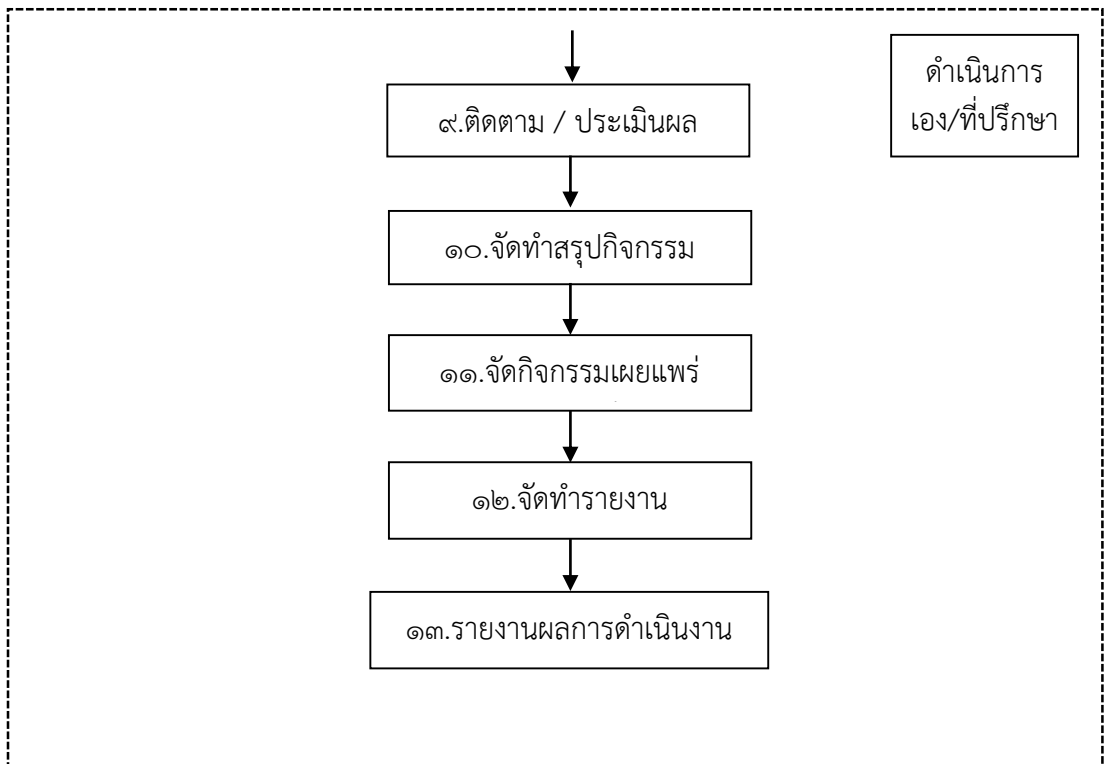 ดำเนินการ
เอง/ที่ปรึกษา
๙.ติดตาม / ประเมินผล
๑๐.จัดทำสรุปกิจกรรม
๑๑.จัดกิจกรรมเผยแพร่
๑๒.จัดทำรายงาน
๑๓.รายงานผลการดำเนินงาน